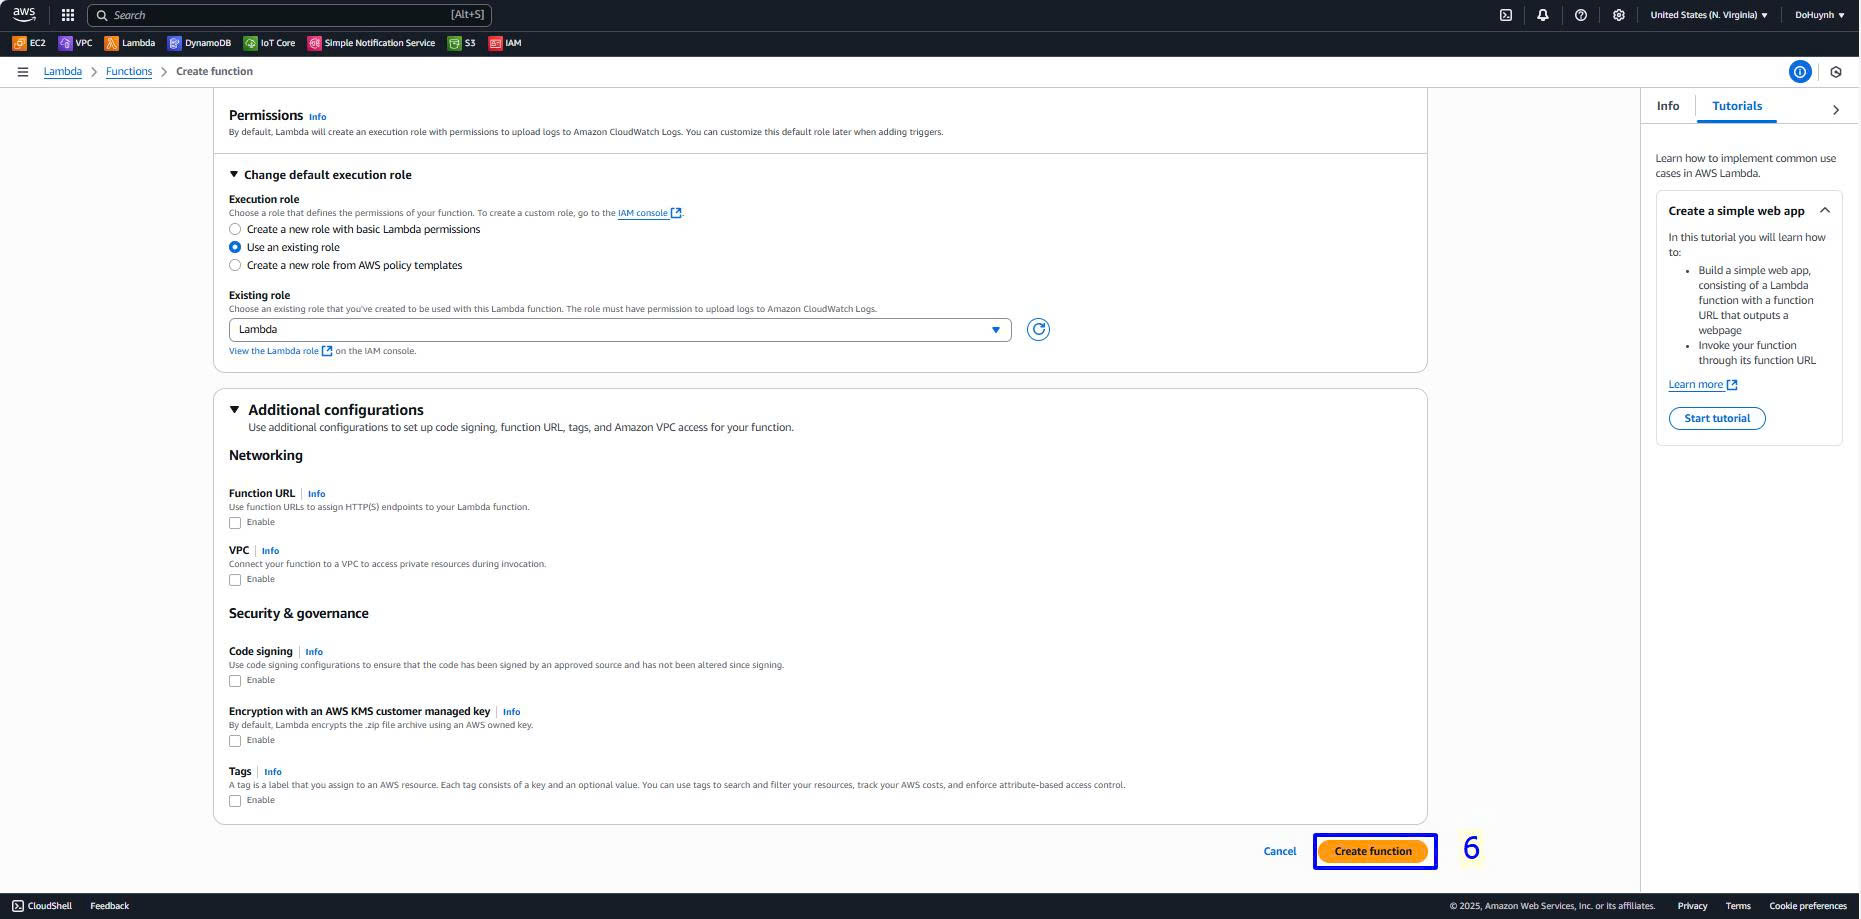 aws
Search
[Alt+S]
United States (N. Virginia)
DoHuynh
EC2
VPC
Lambda
DynamoDB
IoT Core
Simple Notification Service
S3
IAM
Lambda > Functions > Create function
Permissions Info
By default, Lambda will create an execution role with permissions to upload logs to Amazon CloudWatch Logs. You can customize this default role later when adding triggers.
Change default execution role
Execution role
Choose a role that defines the permissions of your function. To create a custom role, go to the IAM console.
Create a new role with basic Lambda permissions
Use an existing role
Create a new role from AWS policy templates
Existing role
Choose an existing role that you've created to be used with this Lambda function. The role must have permission to upload logs to Amazon CloudWatch Logs.
Lambda
View the Lambda role on the IAM console.
Additional configurations
Use additional configurations to set up code signing, function URL, tags, and Amazon VPC access for your function.
Networking
Function URL Info
Use function URLs to assign HTTP(S) endpoints to your Lambda function.
Enable
VPC Info
Connect your function to a VPC to access private resources during invocation.
Enable
Security & governance
Code signing Info
Use code signing configurations to ensure that the code has been signed by an approved source and has not been altered since signing.
Enable
Encryption with an AWS KMS customer managed key Info
By default, Lambda encrypts the .zip file archive using an AWS owned key.
Enable
Tags Info
A tag is a label that you assign to an AWS resource. Each tag consists of a key and an optional value. You can use tags to search and filter your resources, track your AWS costs, and enforce attribute-based access control.
Enable
Cancel
Create function
6
Info
Tutorials
Learn how to implement common use
cases in AWS Lambda.
Create a simple web app
In this tutorial you will learn how
to:
• Build a simple web app,
consisting of a Lambda
function with a function
URL that outputs a
webpage
• Invoke your function
through its function URL
Learn more
Start tutorial
CloudShell
Feedback
© 2025, Amazon Web Services, Inc. or its affiliates.
Privacy
Terms
Cookie preferences